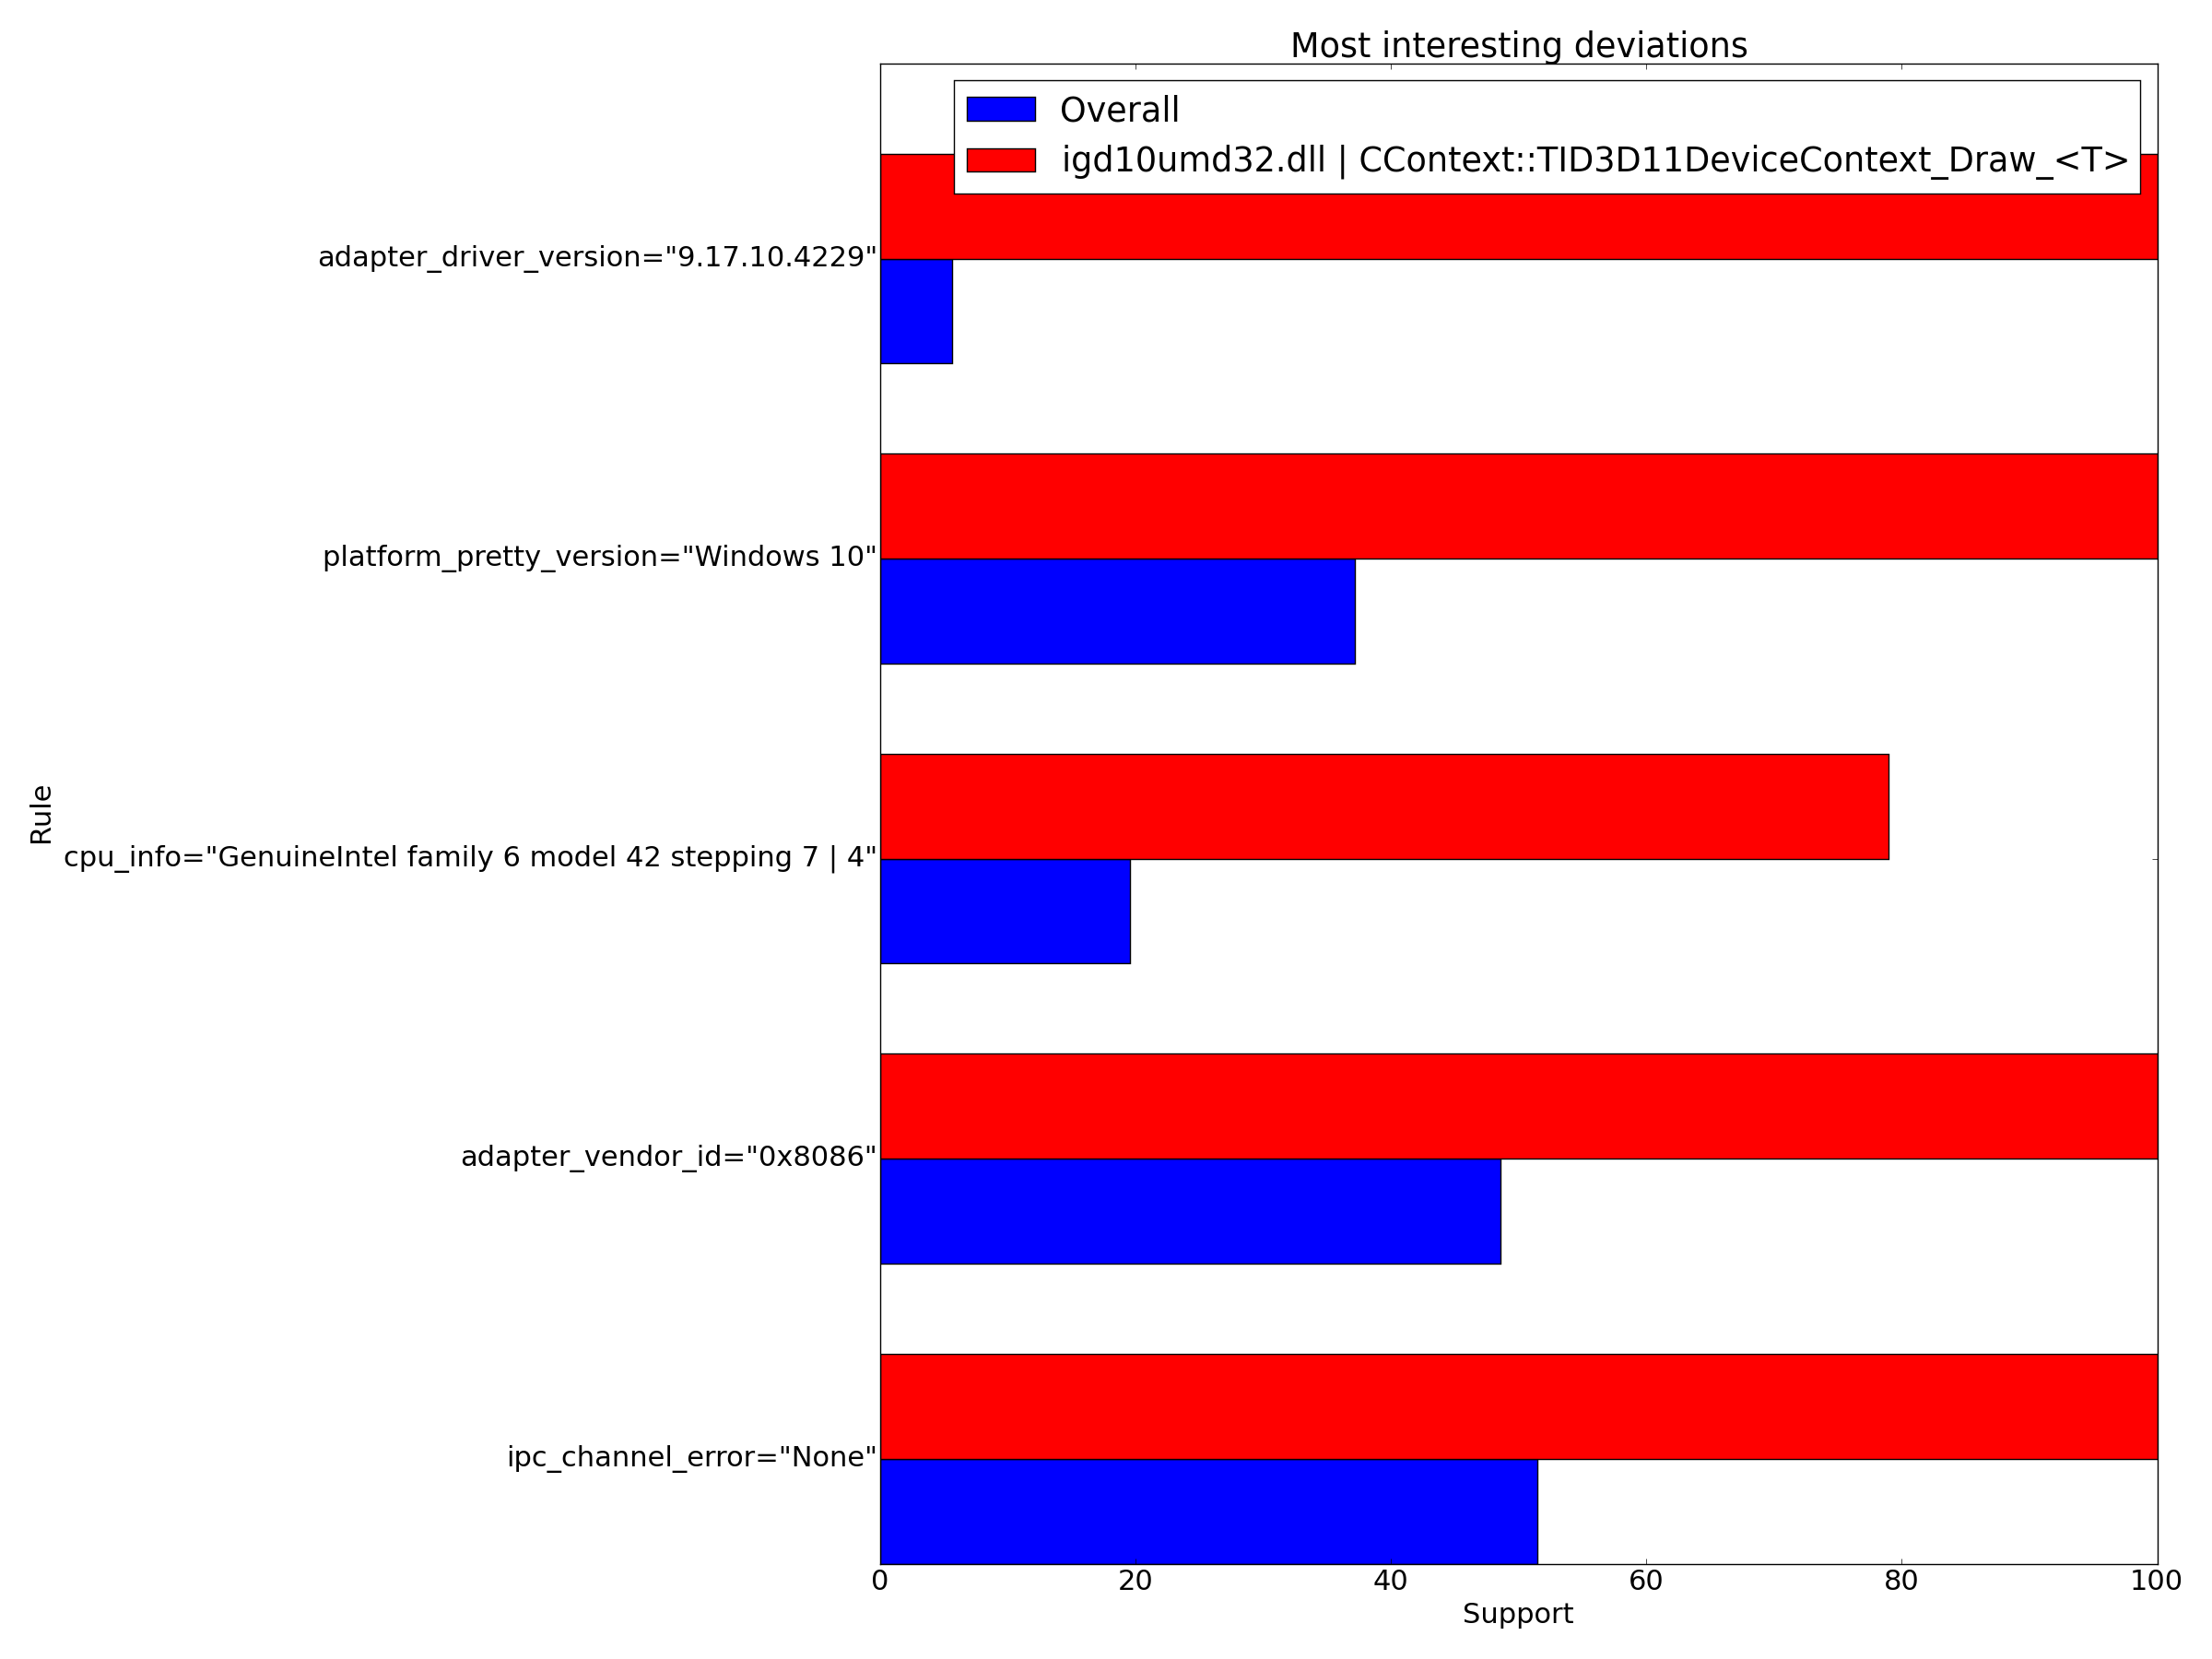 Most interesting deviations
Overall
igd10umd32.dll | CContext::TID3D11DeviceContext_Draw_<T>
adapter_driver_version="9.17.10.4229"
platform_pretty_version="Windows 10"
Rule
cpu_info="GenuineIntel family 6 model 42 stepping 7 | 4"
adapter_vendor_id="0x8086"
ipc_channel_error="None"
0 20 40 60 80 100
Support